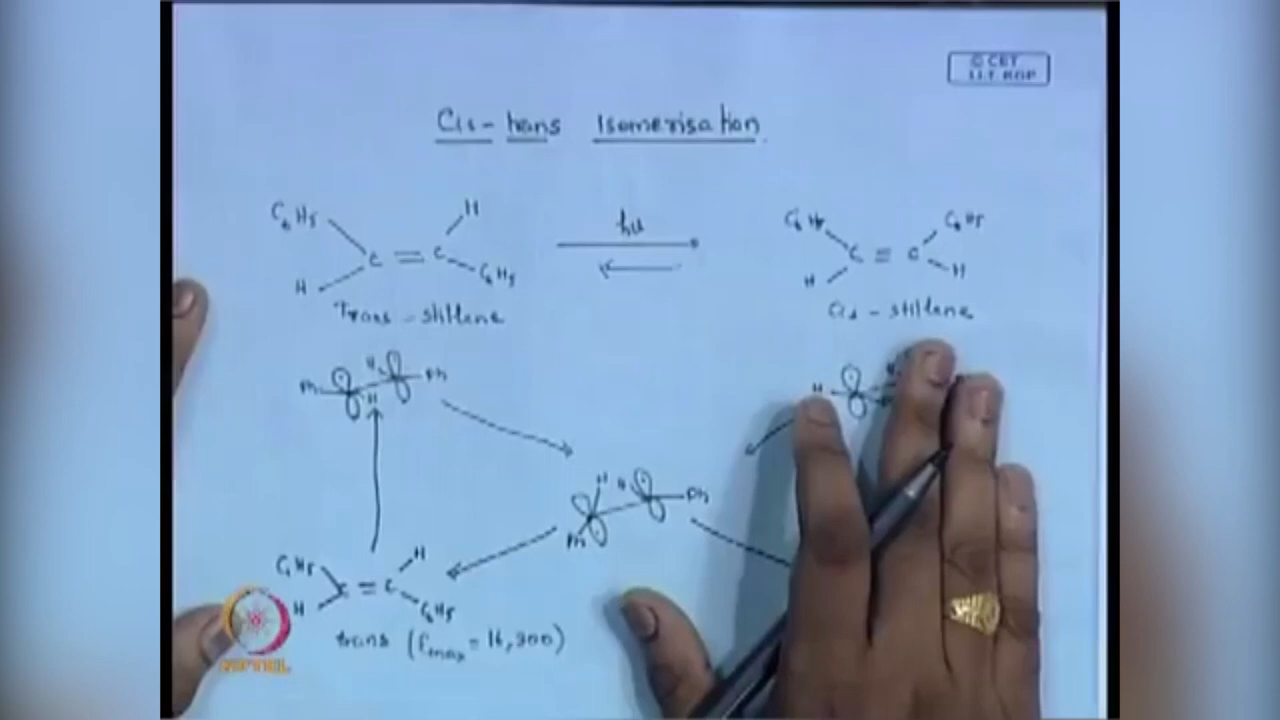 © CET
I.I.T. KGP
Cis - trans Isomerisation
C6H5 H
C = C
H C6H5
Trans - stilbene
hν
C6H5 C6H5
C = C
H H
Cis - stilbene
Ph H H Ph
H
H H Ph
Ph
C6H5 H
C = C
H C6H5
trans (Emax = 16,300)
NPTEL